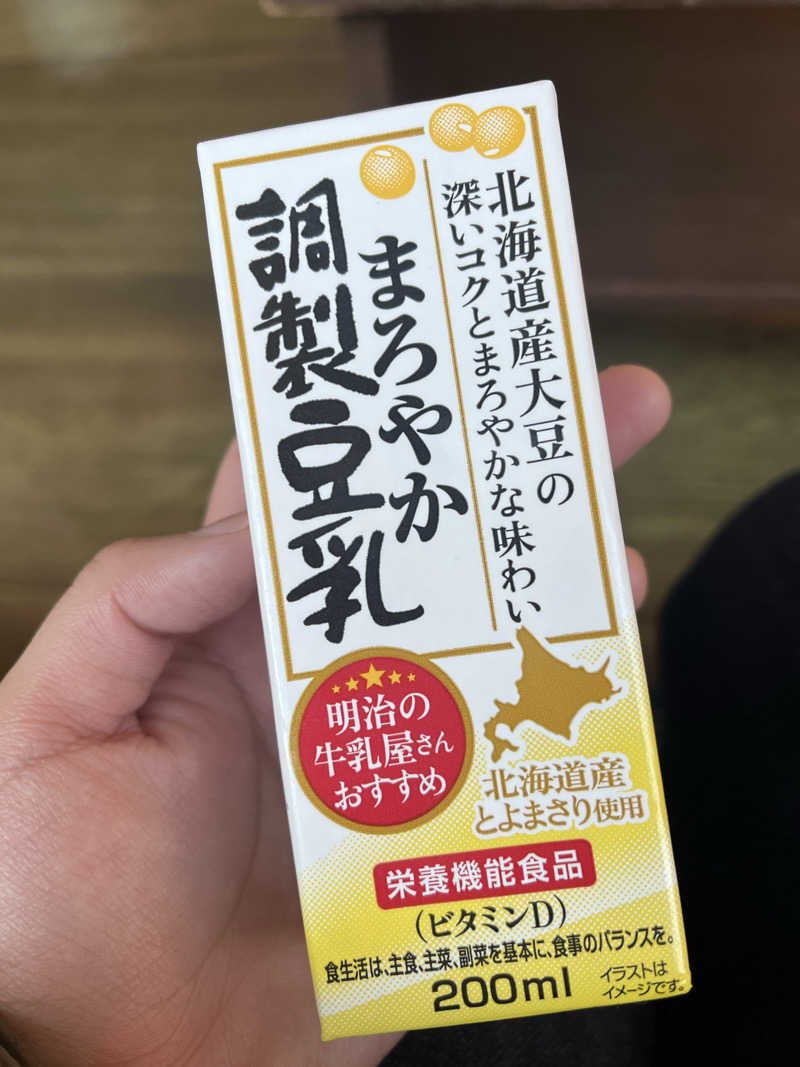 北海道産大豆の
深いコクとまろやかな味わい
まろやか
調製豆乳
明治の
牛乳屋さん
おすすめ
北海道産
とよまさり使用
栄養機能食品
(ビタミンD)
食生活は、主食、主菜、副菜を基本に、食事のバランスを。
200ml
イラストは
イメージです。